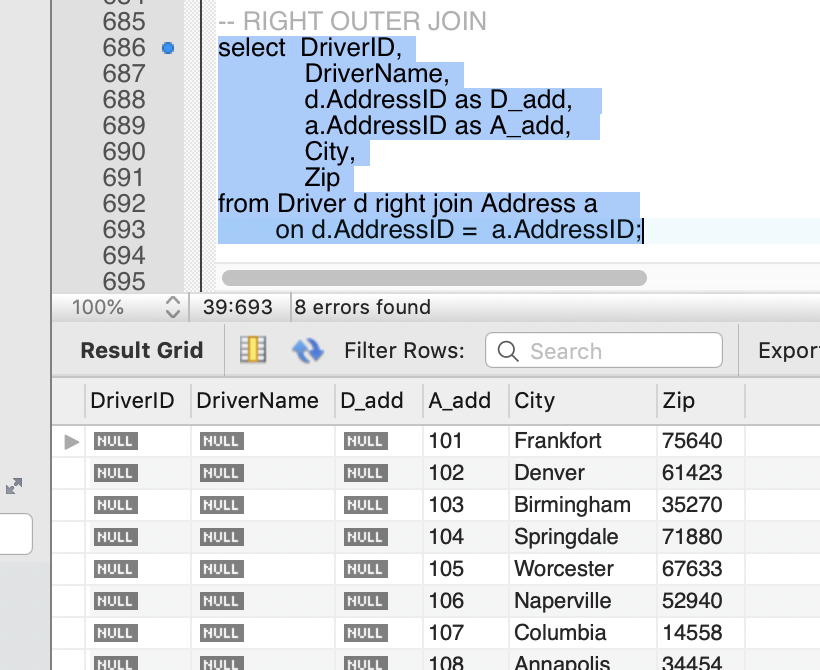 685 -- RIGHT OUTER JOIN
686 select DriverID,
687 DriverName,
688 d.AddressID as D_add,
689 a.AddressID as A_add,
690 City,
691 Zip
692 from Driver d right join Address a
693 on d.AddressID = a.AddressID;
694
695
100% 39:693 8 errors found
Result Grid Filter Rows: Search
DriverID DriverName D_add A_add City Zip
NULL NULL NULL 101 Frankfort 75640
NULL NULL NULL 102 Denver 61423
NULL NULL NULL 103 Birmingham 35270
NULL NULL NULL 104 Springdale 71880
NULL NULL NULL 105 Worcester 67633
NULL NULL NULL 106 Naperville 52940
NULL NULL NULL 107 Columbia 14558
NULL NULL NULL 108 Annapolis 34454